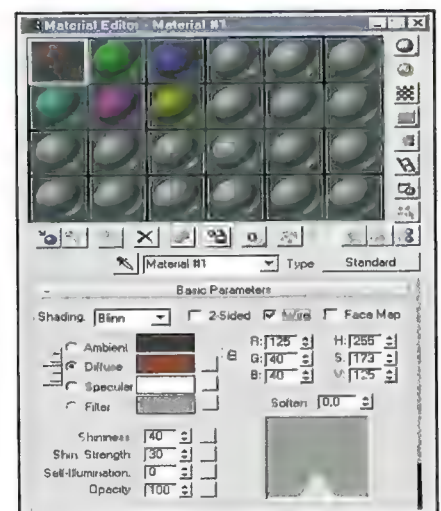 Material Editor - Material #1
Material #1 Type Standard
Basic Parameters
Shading: Blinn 2-Sided Wire Face Map
Ambient
Diffuse
Specular
Filter
R: 125 H: 255
G: 40 S: 173
B: 40 V: 125
Soften 0.0
Shininess 40
Shin. Strength 30
Self-Illumination: 0
Opacity 100